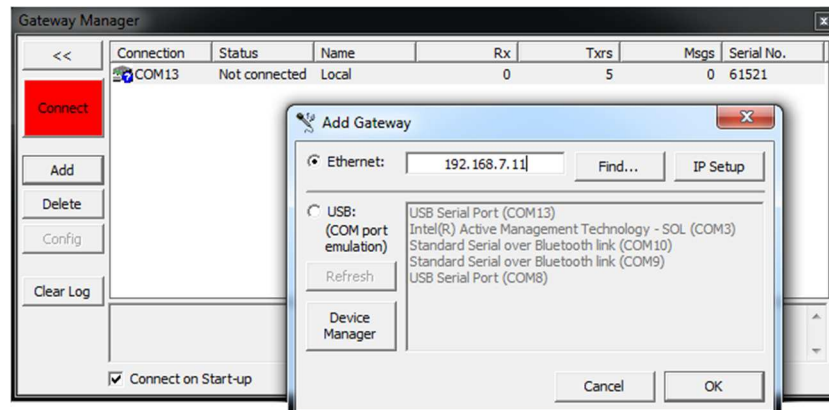 Gateway Manager
<<
Connection Status Name Rx Txrs Msgs Serial No.
COM13 Not connected Local 0 5 0 61521
Connect
Add
Delete
Config
Clear Log
Connect on Start-up
Add Gateway
Ethernet: 192.168.7.11 Find... IP Setup
USB:
(COM port
emulation)
Refresh
Device
Manager
USB Serial Port (COM13)
Intel(R) Active Management Technology - SOL (COM3)
Standard Serial over Bluetooth link (COM10)
Standard Serial over Bluetooth link (COM9)
USB Serial Port (COM8)
Cancel OK